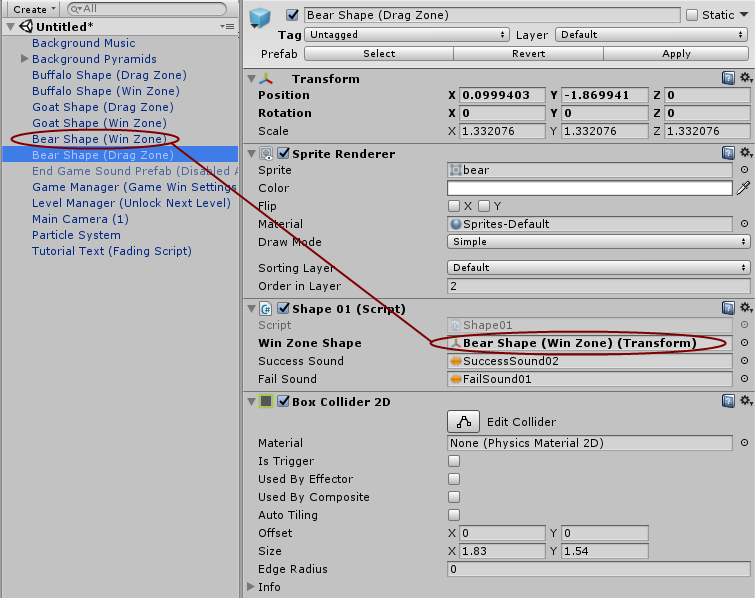 Create
All
Untitled*
Background Music
Background Pyramids
Buffalo Shape (Drag Zone)
Buffalo Shape (Win Zone)
Goat Shape (Drag Zone)
Goat Shape (Win Zone)
Bear Shape (Win Zone)
Bear Shape (Drag Zone)
End Game Sound Prefab (Disabled A
Game Manager (Game Win Settings
Level Manager (Unlock Next Level)
Main Camera (1)
Particle System
Tutorial Text (Fading Script)
Bear Shape (Drag Zone) Static
Tag Untagged Layer Default
Prefab Select Revert Apply
Transform
Position X 0.0999403 Y -1.869941 Z 0
Rotation X 0 Y 0 Z 0
Scale X 1.332076 Y 1.332076 Z 1.332076
Sprite Renderer
Sprite bear
Color
Flip X Y
Material Sprites-Default
Draw Mode Simple
Sorting Layer Default
Order in Layer 2
C# Shape 01 (Script)
Script Shape01
Win Zone Shape Bear Shape (Win Zone) (Transform)
Success Sound SuccessSound02
Fail Sound FailSound01
Box Collider 2D
Edit Collider
Material None (Physics Material 2D)
Is Trigger
Used By Effector
Used By Composite
Auto Tiling
Offset X 0 Y 0
Size X 1.83 Y 1.54
Edge Radius 0
Info